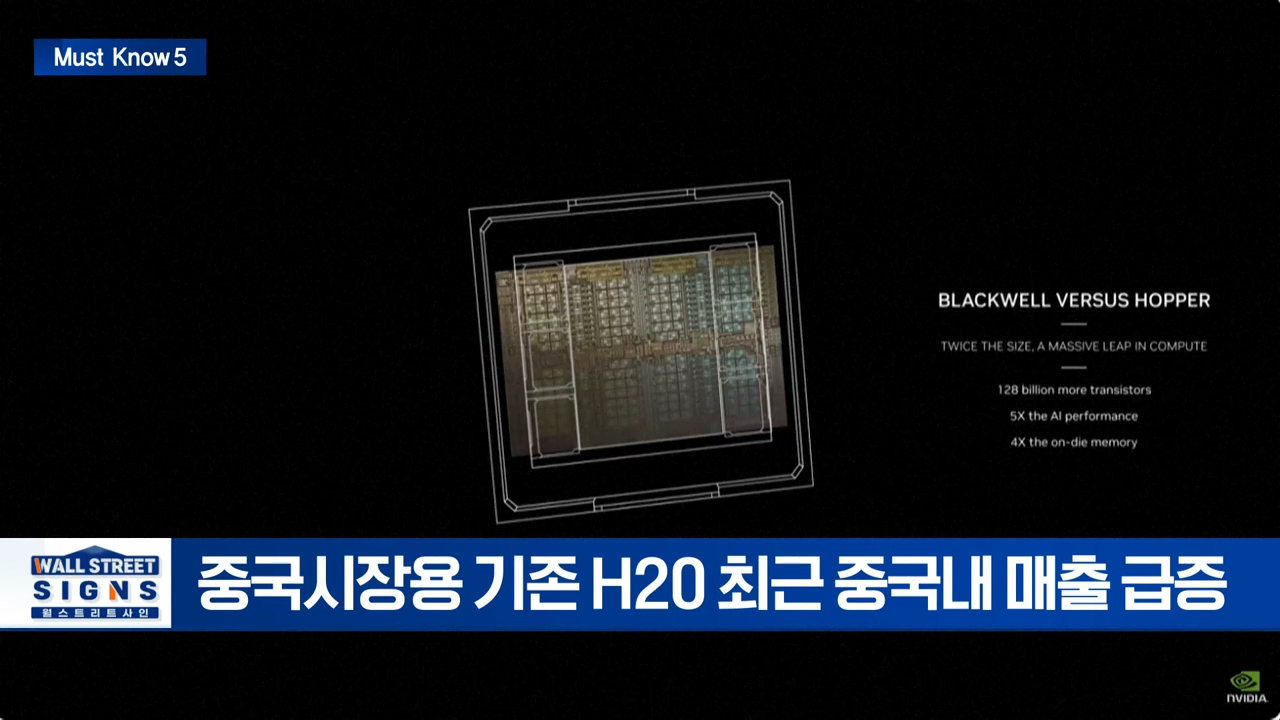 Must Know 5
BLACKWELL VERSUS HOPPER
TWICE THE SIZE, A MASSIVE LEAP IN COMPUTE
128 billion more transistors
5X the AI performance
4X the on-die memory
WALL STREET
SIGNS
월스트리트사인
중국시장용 기존 H20 최근 중국내 매출 급증
NVIDIA